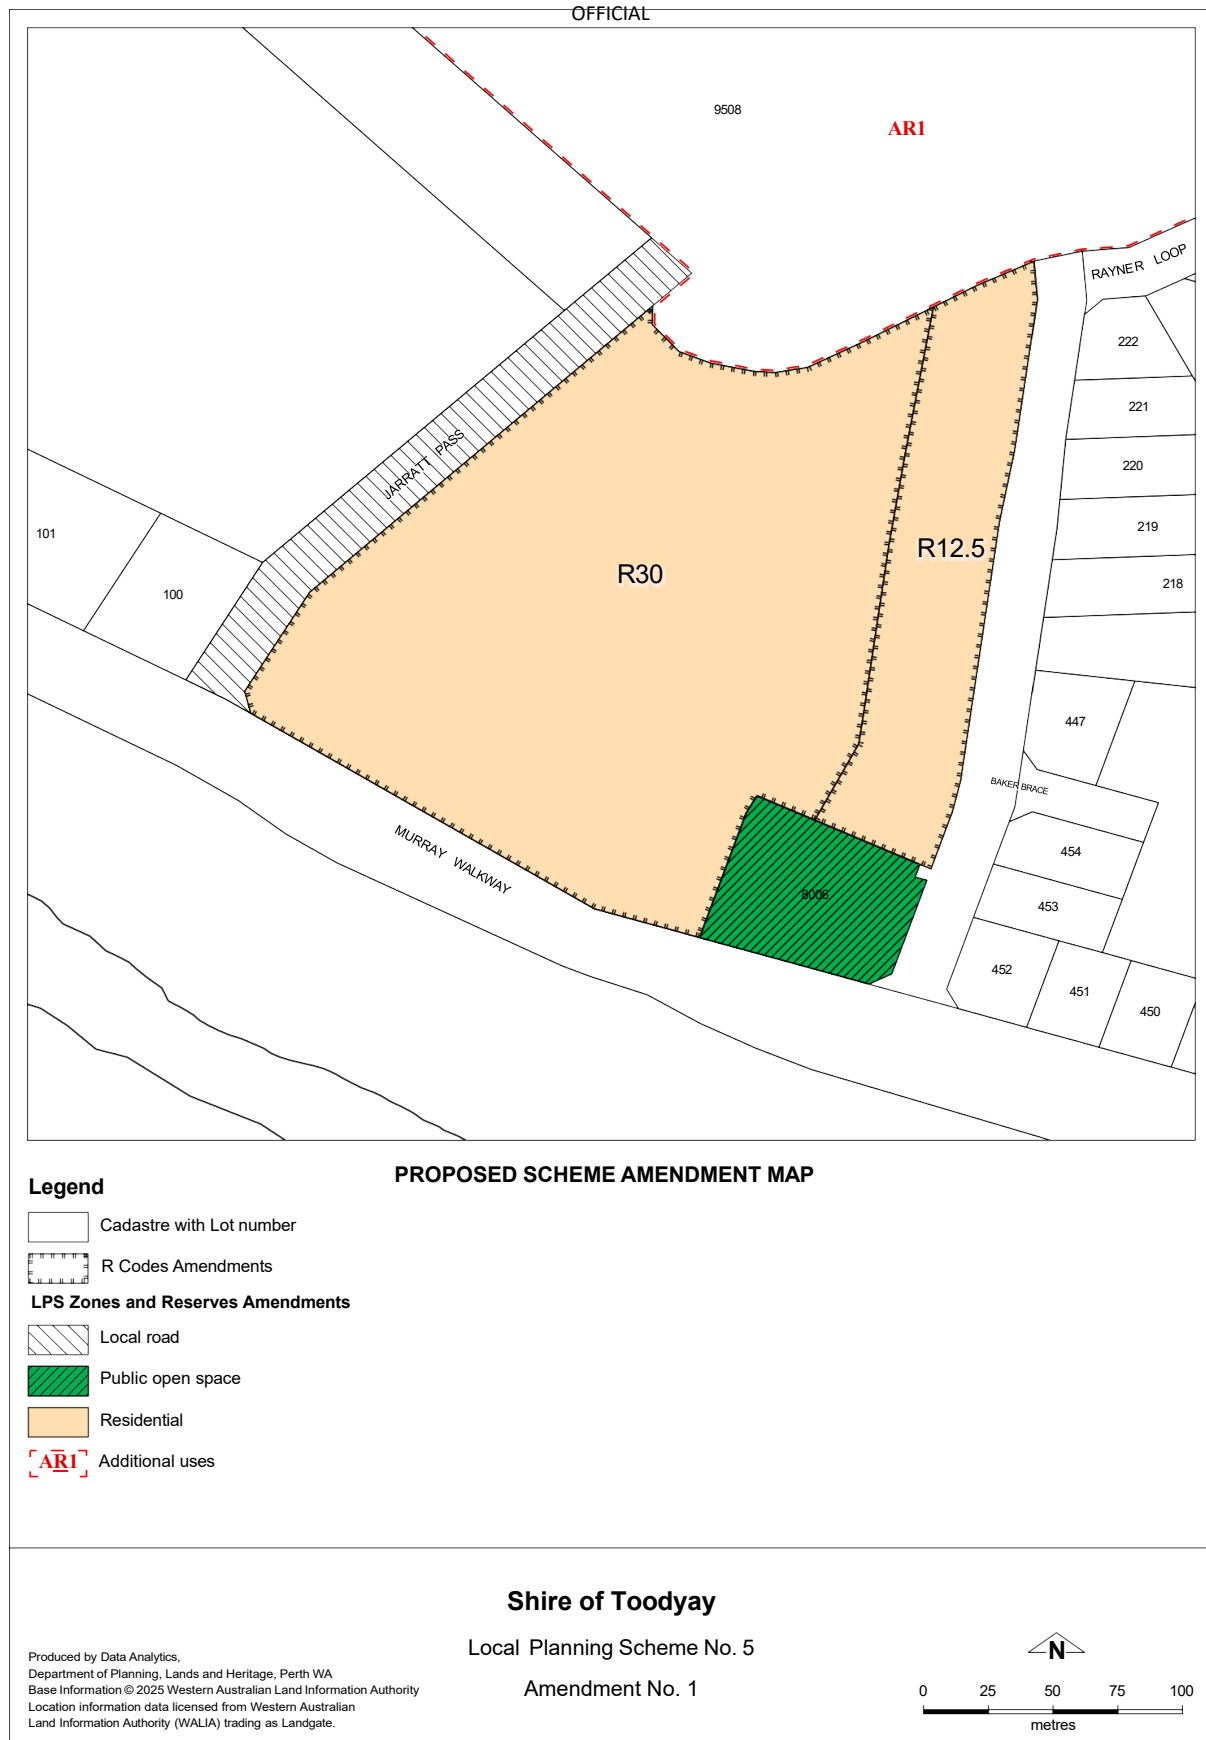 OFFICIAL
9508
AR1
RAYNER LOOP
222
221
JARRATT PASS
220
219
101
R12.5
R30
218
100
447
BAKER BRACE
MURRAY WALKWAY
454
8006
453
452
451
450
PROPOSED SCHEME AMENDMENT MAP
Legend
Cadastre with Lot number
R Codes Amendments
LPS Zones and Reserves Amendments
Local road
Public open space
Residential
AR1 Additional uses
Shire of Toodyay
Local Planning Scheme No. 5
Amendment No. 1
Produced by Data Analytics,
Department of Planning, Lands and Heritage, Perth WA
Base Information © 2025 Western Australian Land Information Authority
Location information data licensed from Western Australian
Land Information Authority (WALIA) trading as Landgate.
N
0 25 50 75 100
metres